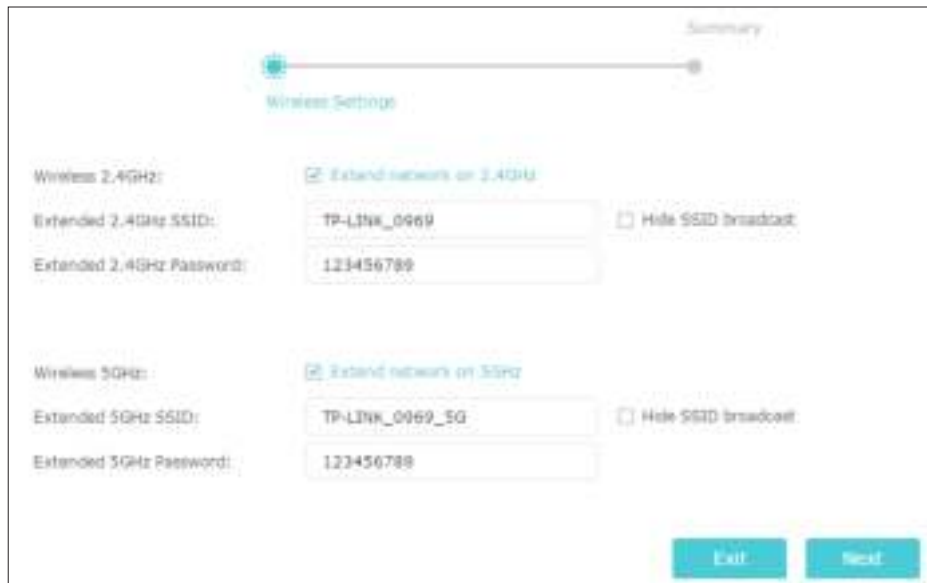 Summary
Wireless Settings
Wireless 2.4GHz: Extend network on 2.4GHz
Extended 2.4GHz SSID: TP-LINK_0969 Hide SSID broadcast
Extended 2.4GHz Password: 123456789
Wireless 5GHz: Extend network on 5GHz
Extended 5GHz SSID: TP-LINK_0969_5G Hide SSID broadcast
Extended 5GHz Password: 123456789
Exit Next